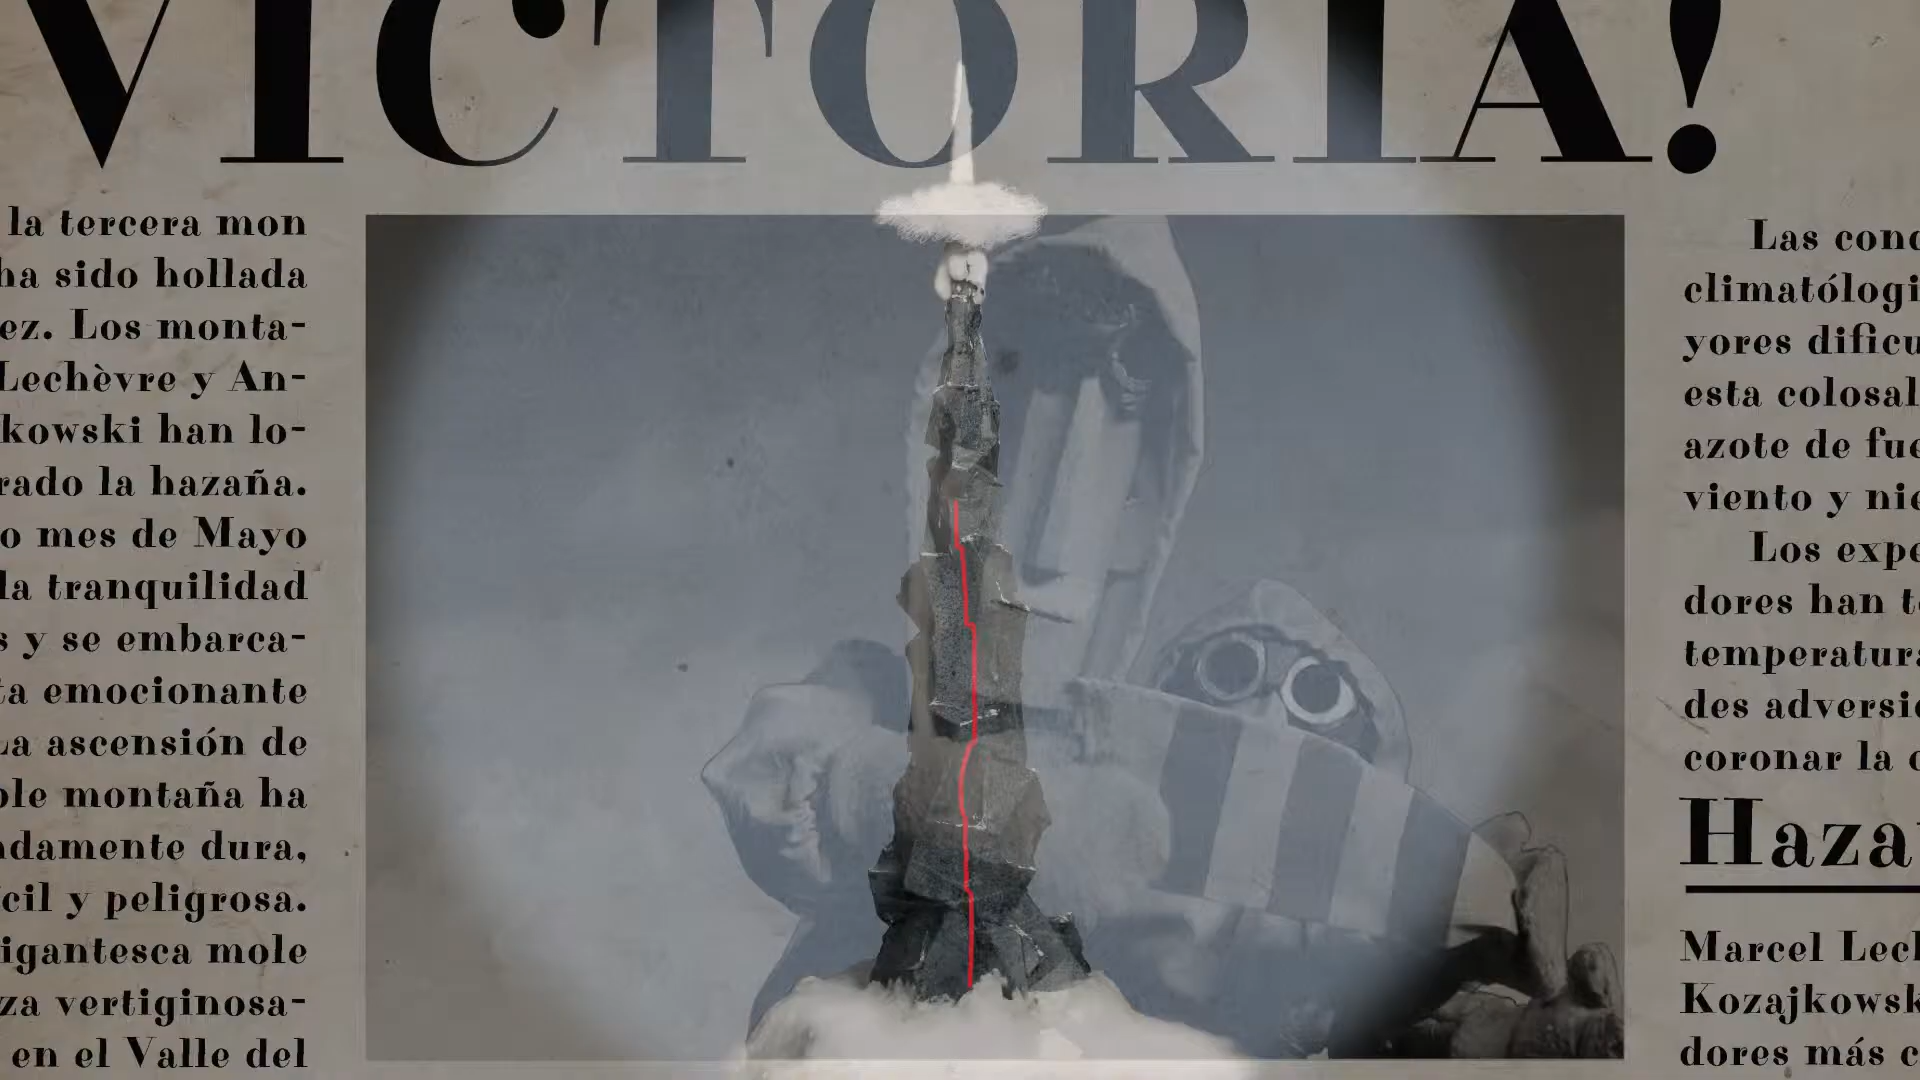 VICTORIA!
la tercera mon
ha sido hollada
ez. Los monta-
Lechèvre y An-
kowski han lo-
rado la hazaña.
o mes de Mayo
la tranquilidad
s y se embarca-
ta emocionante
La ascensión de
ole montaña ha
adamente dura,
cil y peligrosa.
igantesca mole
za vertiginosa-
en el Valle del
Las cond
climatólogi
yores dificu
esta colosal
azote de fue
viento y nie
Los expe
dores han t
temperatura
des adversi
coronar la c
Haza
Marcel Lech
Kozajkowsk
dores más c